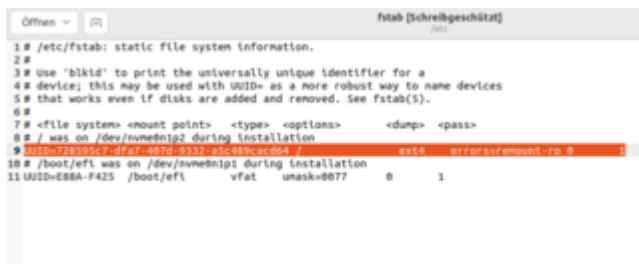 Öffnen
fstab [Schreibgeschützt]
/etc
1 # /etc/fstab: static file system information.
2 #
3 # Use 'blkid' to print the universally unique identifier for a
4 # device; this may be used with UUID= as a more robust way to name devices
5 # that works even if disks are added and removed. See fstab(5).
6 #
7 # <file system> <mount point> <type> <options> <dump> <pass>
8 # / was on /dev/nvme0n1p2 during installation
9 UUID=728595c7-dfa7-407d-9332-a5c489cacd64 / ext4 errors=remount-ro 0 1
10 # /boot/efi was on /dev/nvme0n1p1 during installation
11 UUID=E88A-F425 /boot/efi vfat umask=0077 0 1